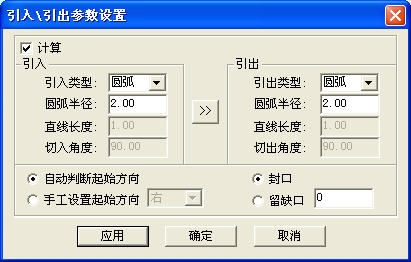 引入\引出参数设置
计算
引入
引出
引入类型: 圆弧
引出类型: 圆弧
圆弧半径: 2.00
>>
圆弧半径: 2.00
直线长度: 1.00
直线长度: 1.00
切入角度: 90.00
切出角度: 90.00
自动判断起始方向
封口
手工设置起始方向 右
留缺口 0
应用 确定 取消